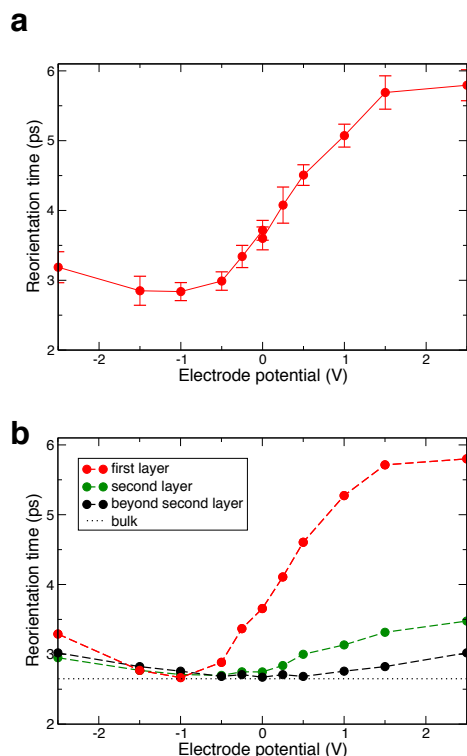 a
6
5
4
3
2
Reorientation time (ps)
-2 -1 0 1 2
Electrode potential (V)
b
6
5
4
3
2
Reorientation time (ps)
first layer
second layer
beyond second layer
bulk
-2 -1 0 1 2
Electrode potential (V)